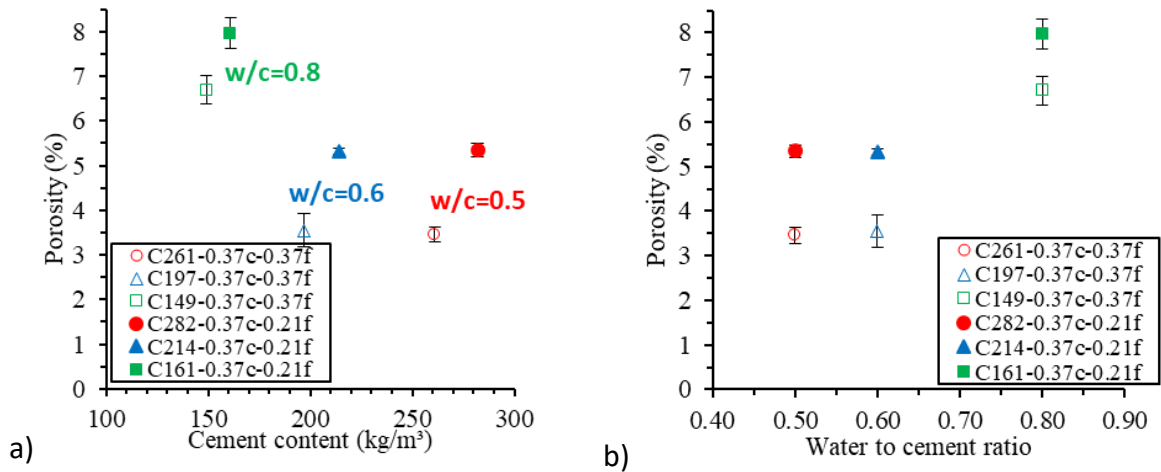 8
7
6
5
4
3
2
1
0
Porosity (%)
w/c=0.8
w/c=0.6
w/c=0.5
C261-0.37c-0.37f
C197-0.37c-0.37f
C149-0.37c-0.37f
C282-0.37c-0.21f
C214-0.37c-0.21f
C161-0.37c-0.21f
100 150 200 250 300
Cement content (kg/m³)
a)
8
7
6
5
4
3
2
1
0
Porosity (%)
C261-0.37c-0.37f
C197-0.37c-0.37f
C149-0.37c-0.37f
C282-0.37c-0.21f
C214-0.37c-0.21f
C161-0.37c-0.21f
0.40 0.50 0.60 0.70 0.80 0.90
Water to cement ratio
b)